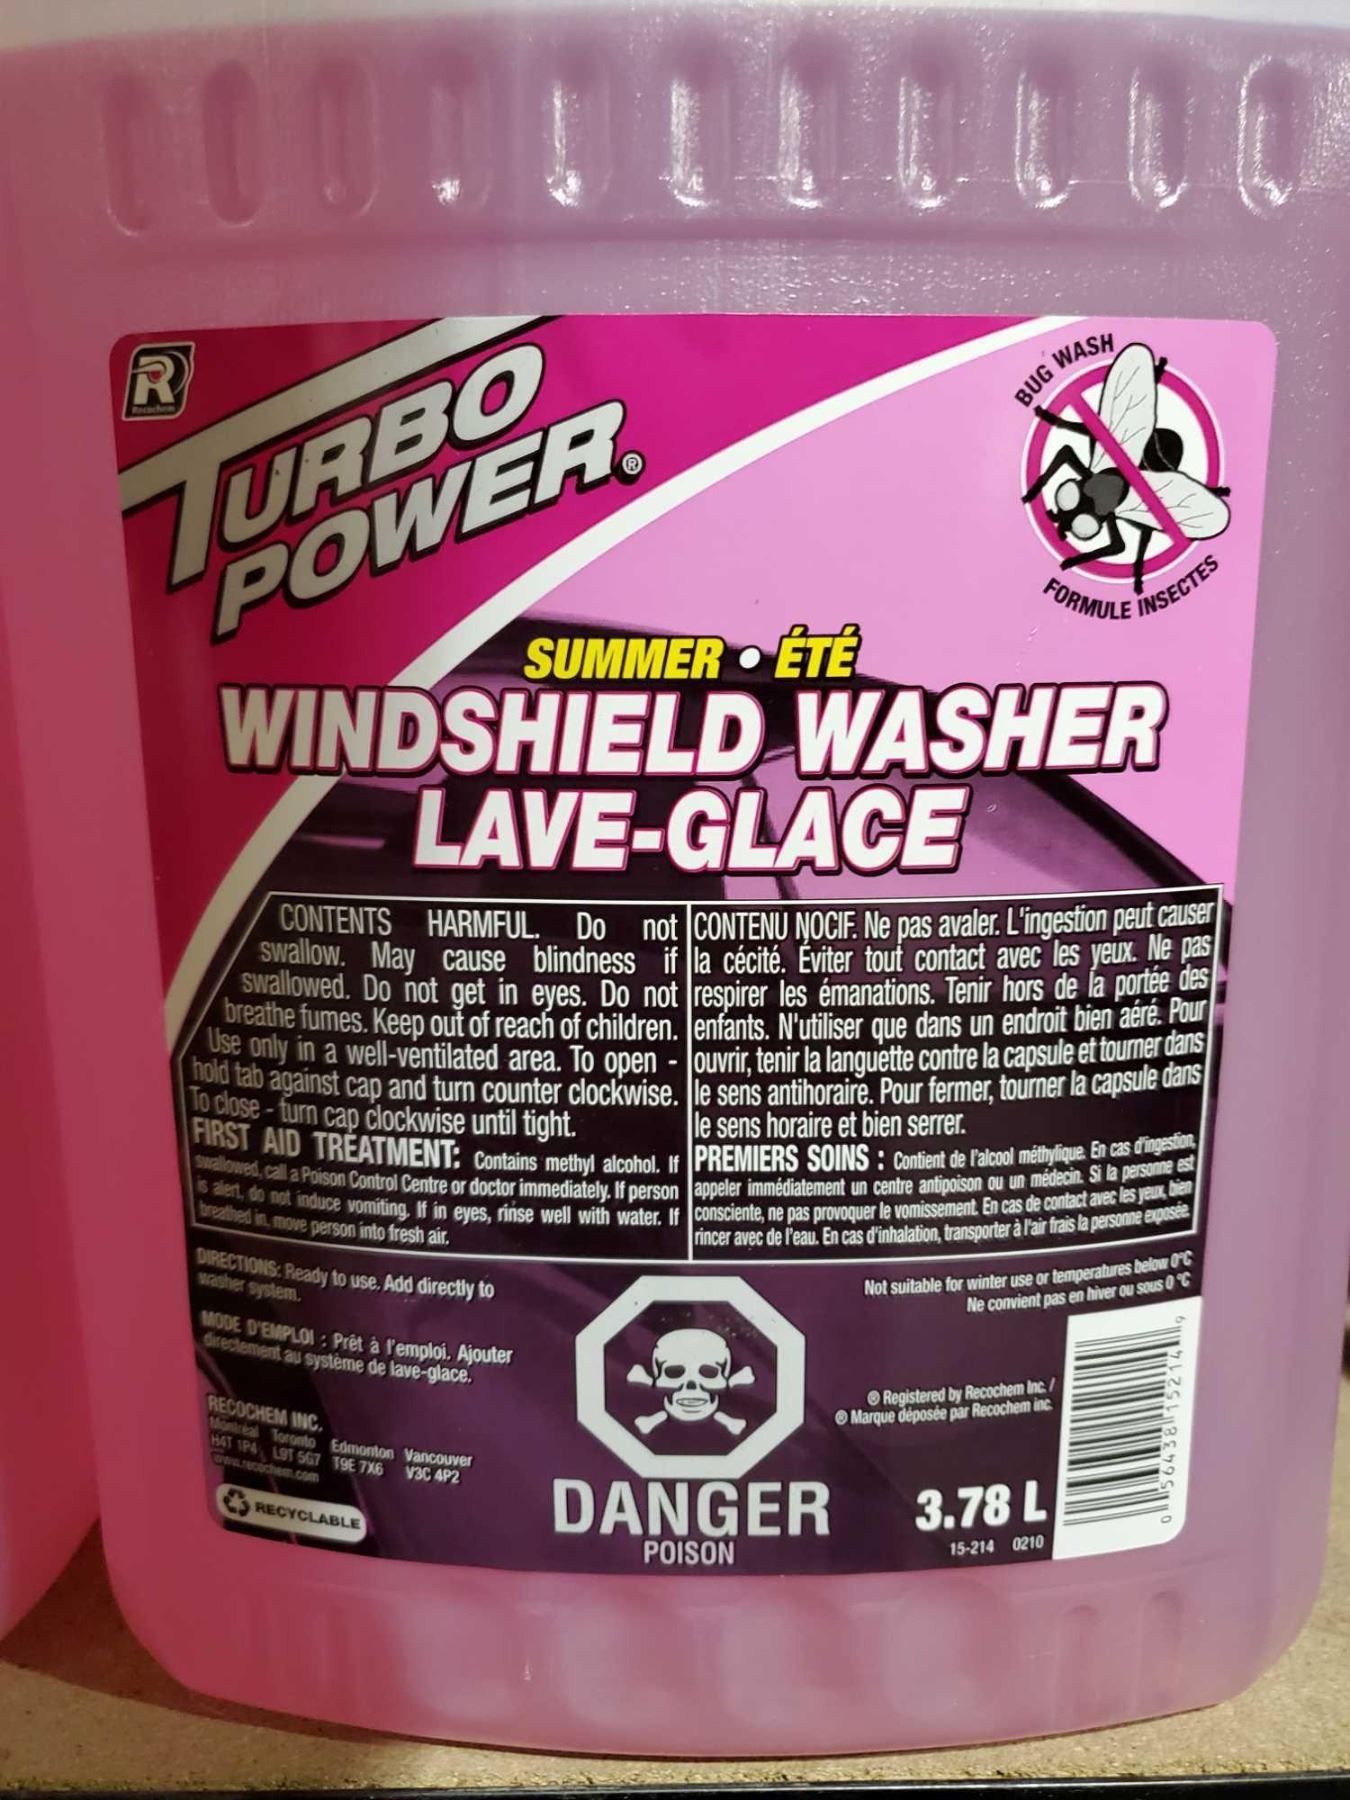 R
Recochem
TURBO
POWER®
BUG WASH
FORMULE INSECTES
SUMMER • ÉTÉ
WINDSHIELD WASHER
LAVE-GLACE
CONTENTS HARMFUL. Do not
swallow. May cause blindness if
swallowed. Do not get in eyes. Do not
breathe fumes. Keep out of reach of children.
Use only in a well-ventilated area. To open -
hold tab against cap and turn counter clockwise.
To close - turn cap clockwise until tight.
FIRST AID TREATMENT: Contains methyl alcohol. If
swallowed, call a Poison Control Centre or doctor immediately. If person
is alert, do not induce vomiting. If in eyes, rinse well with water. If
breathed in, move person into fresh air.
CONTENU NOCIF. Ne pas avaler. L'ingestion peut causer
la cécité. Éviter tout contact avec les yeux. Ne pas
respirer les émanations. Tenir hors de la portée des
enfants. N'utiliser que dans un endroit bien aéré. Pour
ouvrir, tenir la languette contre la capsule et tourner dans
le sens antihoraire. Pour fermer, tourner la capsule dans
le sens horaire et bien serrer.
PREMIERS SOINS : Contient de l'alcool méthylique. En cas d'ingestion,
appeler immédiatement un centre antipoison ou un médecin. Si la personne est
consciente, ne pas provoquer le vomissement. En cas de contact avec les yeux, bien
rincer avec de l'eau. En cas d'inhalation, transporter à l'air frais la personne exposée.
DIRECTIONS: Ready to use. Add directly to
washer system.
MODE D'EMPLOI : Prêt à l'emploi. Ajouter
directement au système de lave-glace.
Not suitable for winter use or temperatures below 0°C
Ne convient pas en hiver ou sous 0 °C
RECOCHEM INC.
Montréal Toronto Edmonton Vancouver
H4T 1P4 L9T 5G7 T9E 7X6 V3C 4P2
www.recochem.com
RECYCLABLE
DANGER
POISON
® Registered by Recochem Inc. /
® Marque déposée par Recochem inc.
3.78 L
15-214 0210
0 56438 15214 9